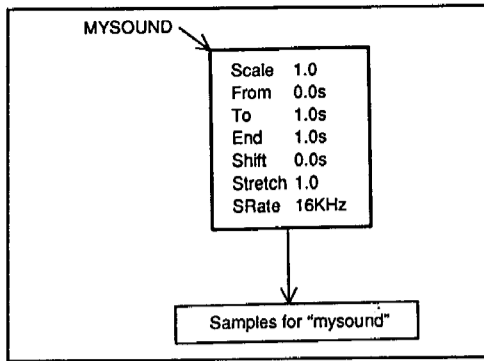 MYSOUND
Scale 1.0
From 0.0s
To 1.0s
End 1.0s
Shift 0.0s
Stretch 1.0
SRate 16KHz
Samples for "mysound"